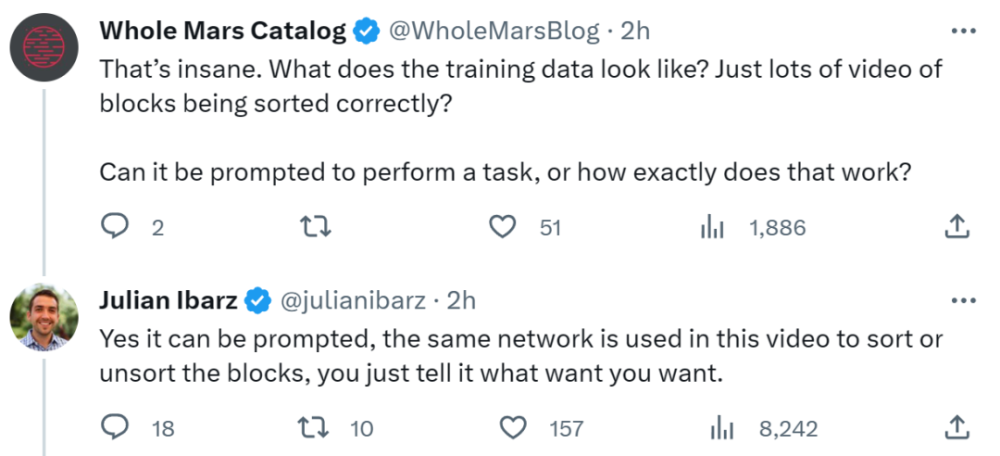 Whole Mars Catalog @WholeMarsBlog · 2h
That’s insane. What does the training data look like? Just lots of video of
blocks being sorted correctly?
Can it be prompted to perform a task, or how exactly does that work?
2 51 1,886
Julian Ibarz @julianibarz · 2h
Yes it can be prompted, the same network is used in this video to sort or
unsort the blocks, you just tell it what want you want.
18 10 157 8,242